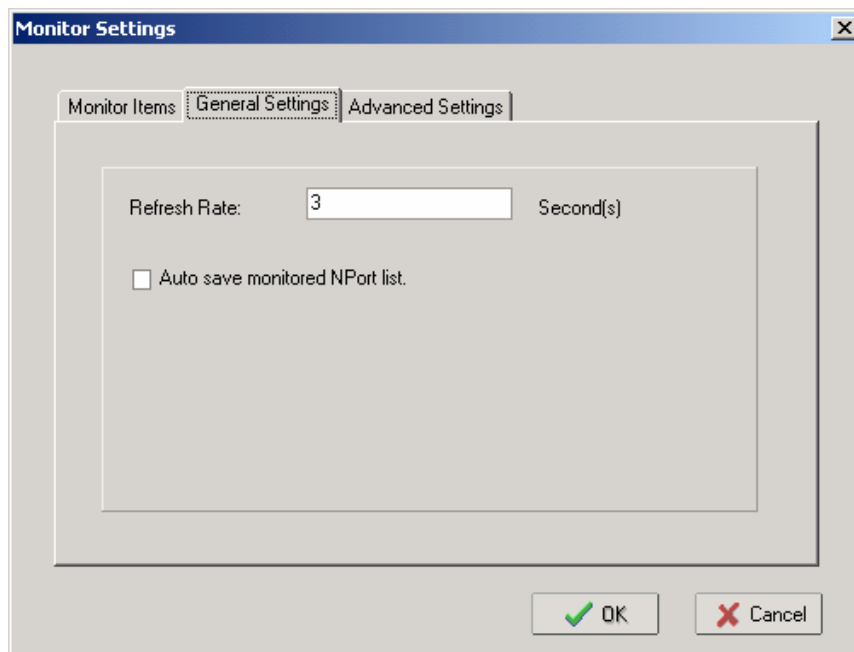 Monitor Settings
Monitor Items General Settings Advanced Settings
Refresh Rate: 3 Second(s)
Auto save monitored NPort list.
OK Cancel